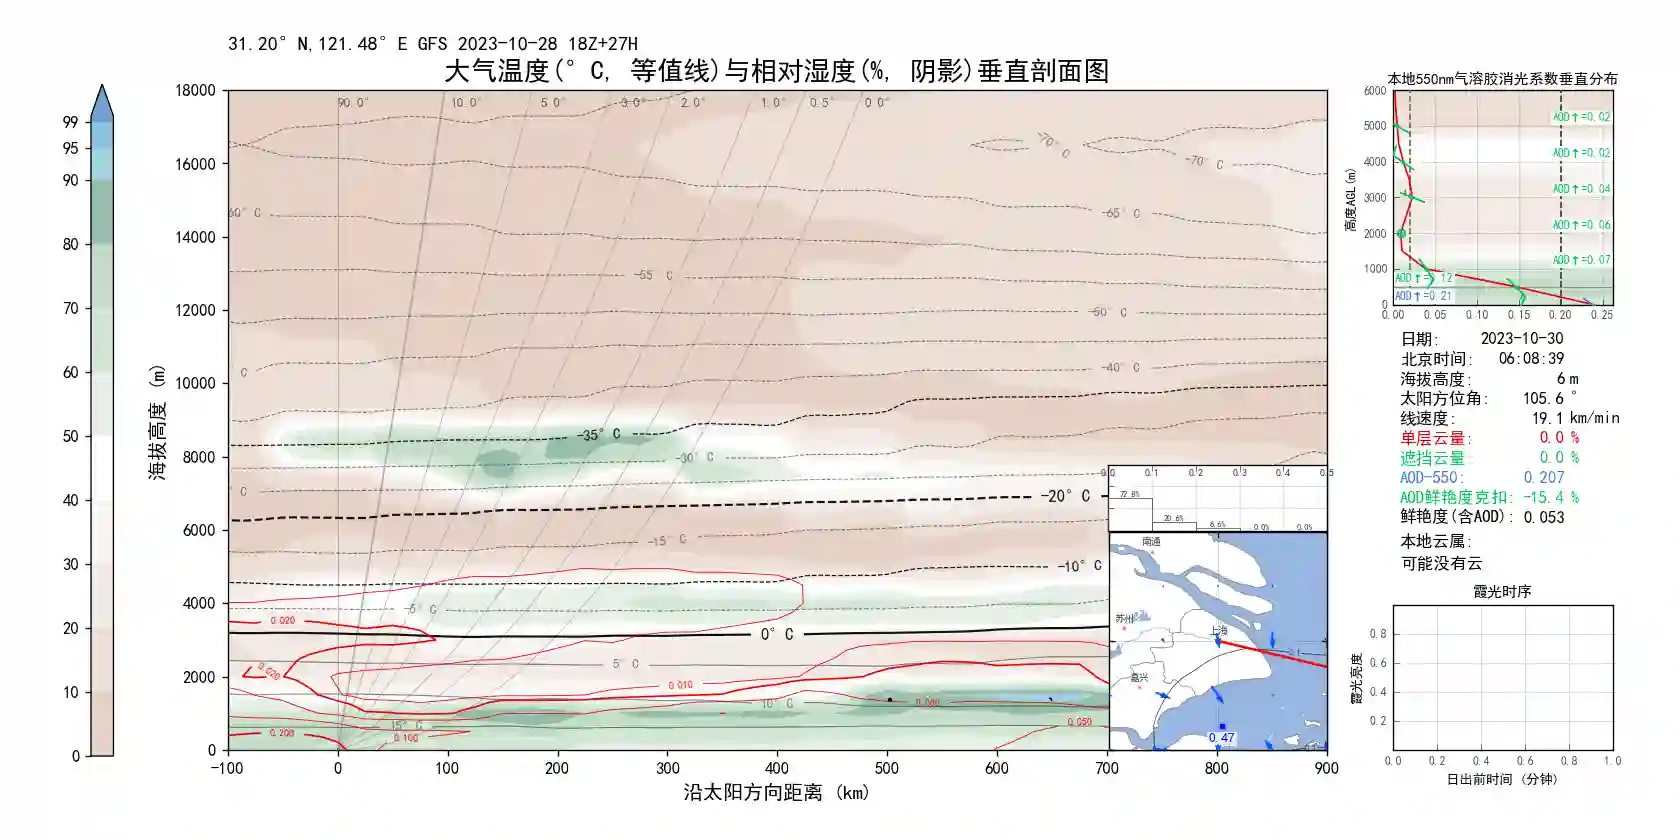 31.20° N,121.48° E GFS 2023-10-28 18Z+27H
大气温度(° C, 等值线)与相对湿度(%, 阴影)垂直剖面图
99
95
90
80
70
60
50
40
30
20
10
0
海拔高度 (m)
18000
16000
14000
12000
10000
8000
6000
4000
2000
0
90.0° 10.0° 5.0° 3.0° 2.0° 1.0° 0.5° 0.0°
-70° C
-70° C
60° C
-65° C
-55 C
-50° C
C
-40° C
-35° C
-30° C
C
-20° C
-15° C
-10° C
-5° C
0.020
0° C
5° C
0.020
0.010
10° C
0.050
15° C
0.200
0.100
-100 0 100 200 300 400 500 600 700 800 900
沿太阳方向距离 (km)
0.0 0.1 0.2 0.3 0.4 0.5
72.8%
20.6%
6.6%
0.0%
0.0%
南通
苏州
上海
嘉兴
0.47
本地550nm气溶胶消光系数垂直分布
高度AGL(m)
6000
5000
4000
3000
2000
1000
0
AOD↑=0.02
AOD↑=0.02
AOD↑=0.04
AOD↑=0.06
AOD↑=0.07
AOD↑=0.12
AOD↑=0.21
0.00 0.05 0.10 0.15 0.20 0.25
日期: 2023-10-30
北京时间: 06:08:39
海拔高度: 6 m
太阳方位角: 105.6 °
线速度: 19.1 km/min
单层云量: 0.0 %
遮挡云量: 0.0 %
AOD-550: 0.207
AOD鲜艳度克扣: -15.4 %
鲜艳度(含AOD): 0.053
本地云属:
可能没有云
霞光时序
霞光亮度
0.8
0.6
0.4
0.2
0.0 0.2 0.4 0.6 0.8 1.0
日出前时间 (分钟)